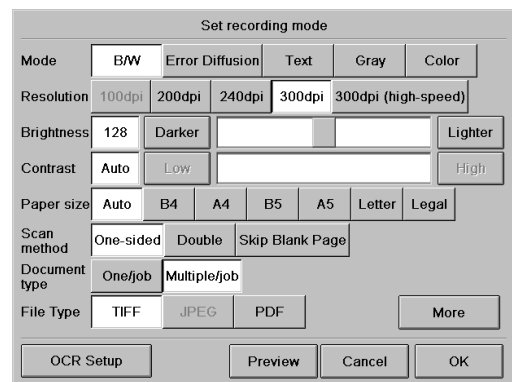 Set recording mode
Mode B/W Error Diffusion Text Gray Color
Resolution 100dpi 200dpi 240dpi 300dpi 300dpi (high-speed)
Brightness 128 Darker Lighter
Contrast Auto Low High
Paper size Auto B4 A4 B5 A5 Letter Legal
Scan method One-sided Double Skip Blank Page
Document type One/job Multiple/job
File Type TIFF JPEG PDF More
OCR Setup Preview Cancel OK